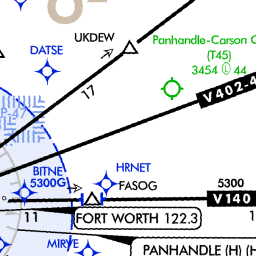 UKDEW
DATSE
Panhandle-Carson C
(T45)
3454 Ⓛ 44
17
V402-4
BITNE
5300G
HRNET
FASOG
5300
V140
11
1
FORT WORTH 122.3
MIRYE
PANHANDLE (H) (H